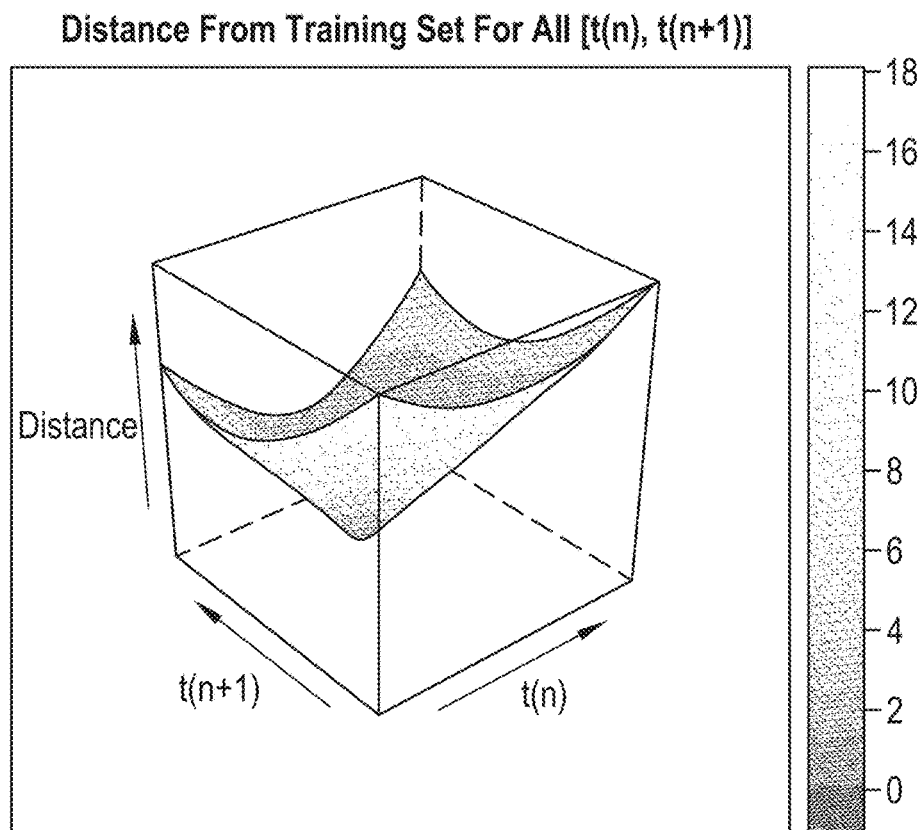 Distance From Training Set For All [t(n), t(n+1)]
18
16
14
12
10
8
6
4
2
0
Distance
t(n+1)
t(n)